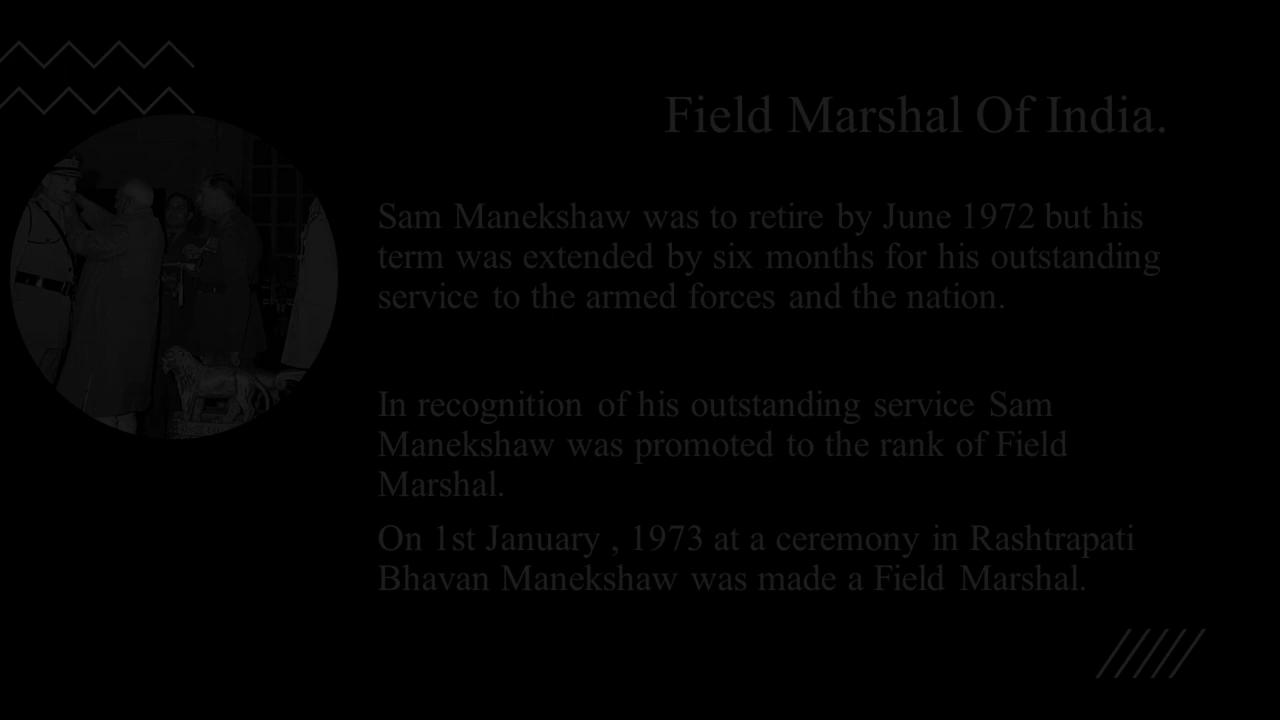 Field Marshal Of India.
Sam Manekshaw was to retire by June 1972 but his
term was extended by six months for his outstanding
service to the armed forces and the nation.
In recognition of his outstanding service Sam
Manekshaw was promoted to the rank of Field
Marshal.
On 1st January , 1973 at a ceremony in Rashtrapati
Bhavan Manekshaw was made a Field Marshal.